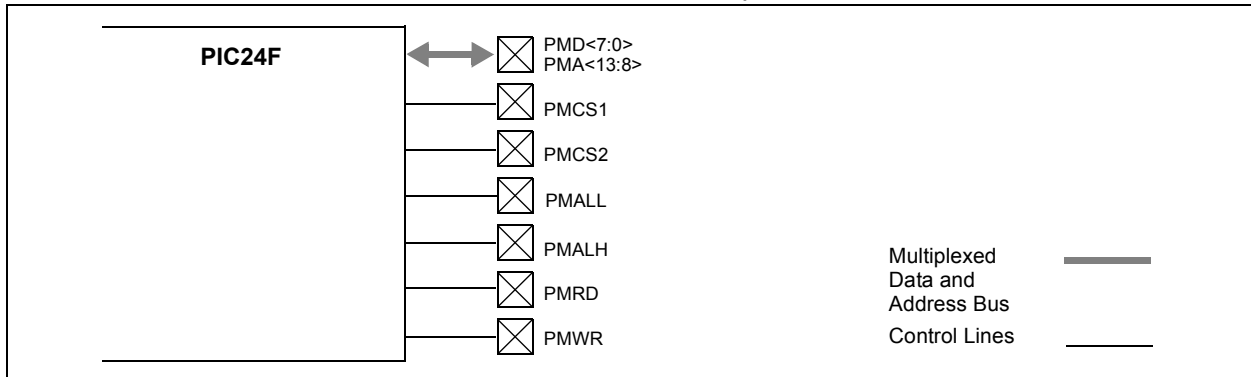 PIC24F
PMD<7:0>
PMA<13:8>
PMCS1
PMCS2
PMALL
PMALH
PMRD
PMWR
Multiplexed
Data and
Address Bus
Control Lines